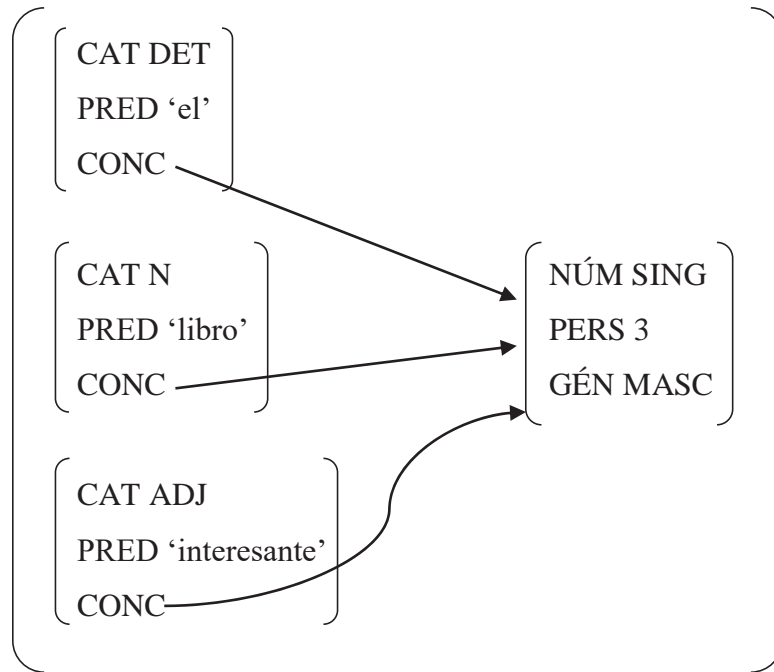 CAT DET
PRED ‘el’
CONC
CAT N
PRED ‘libro’
CONC
CAT ADJ
PRED ‘interesante’
CONC
NÚM SING
PERS 3
GÉN MASC